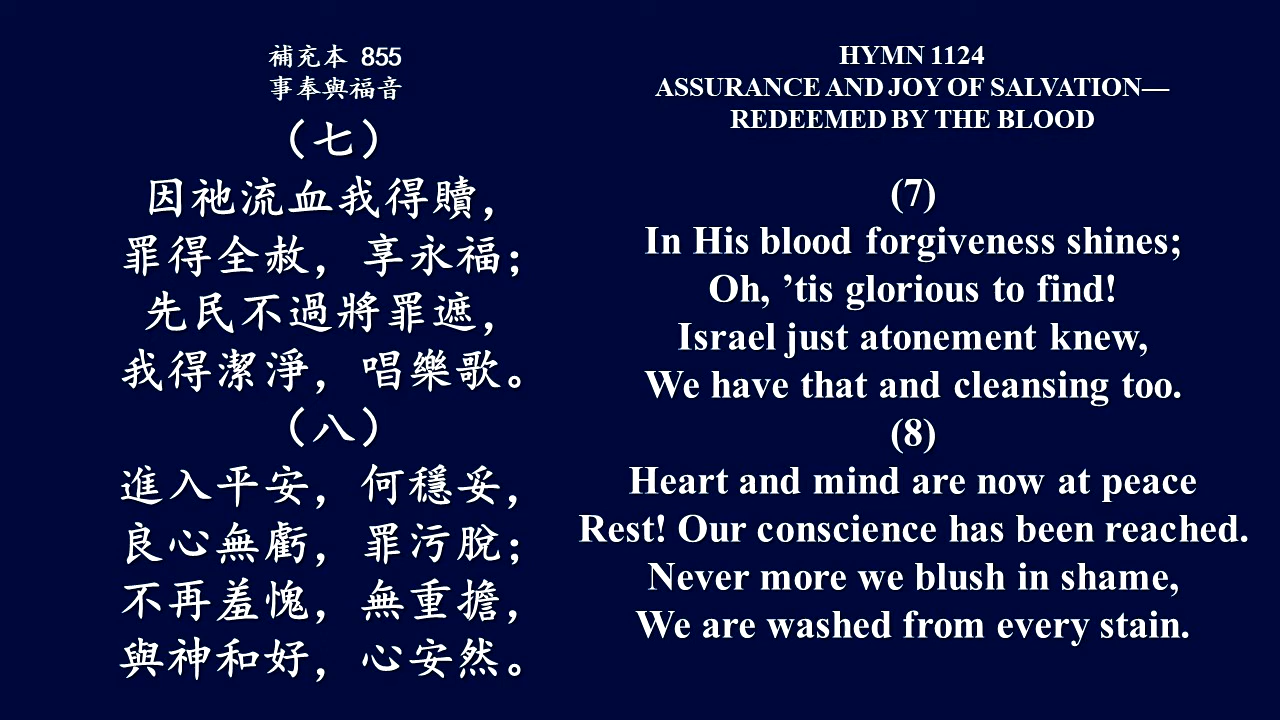 補充本 855
事奉與福音
（七）
因祂流血我得贖，
罪得全赦，享永福；
先民不過將罪遮，
我得潔淨，唱樂歌。
（八）
進入平安，何穩妥，
良心無虧，罪污脫；
不再羞愧，無重擔，
與神和好，心安然。
HYMN 1124
ASSURANCE AND JOY OF SALVATION—
REDEEMED BY THE BLOOD
(7)
In His blood forgiveness shines;
Oh, ’tis glorious to find!
Israel just atonement knew,
We have that and cleansing too.
(8)
Heart and mind are now at peace
Rest! Our conscience has been reached.
Never more we blush in shame,
We are washed from every stain.